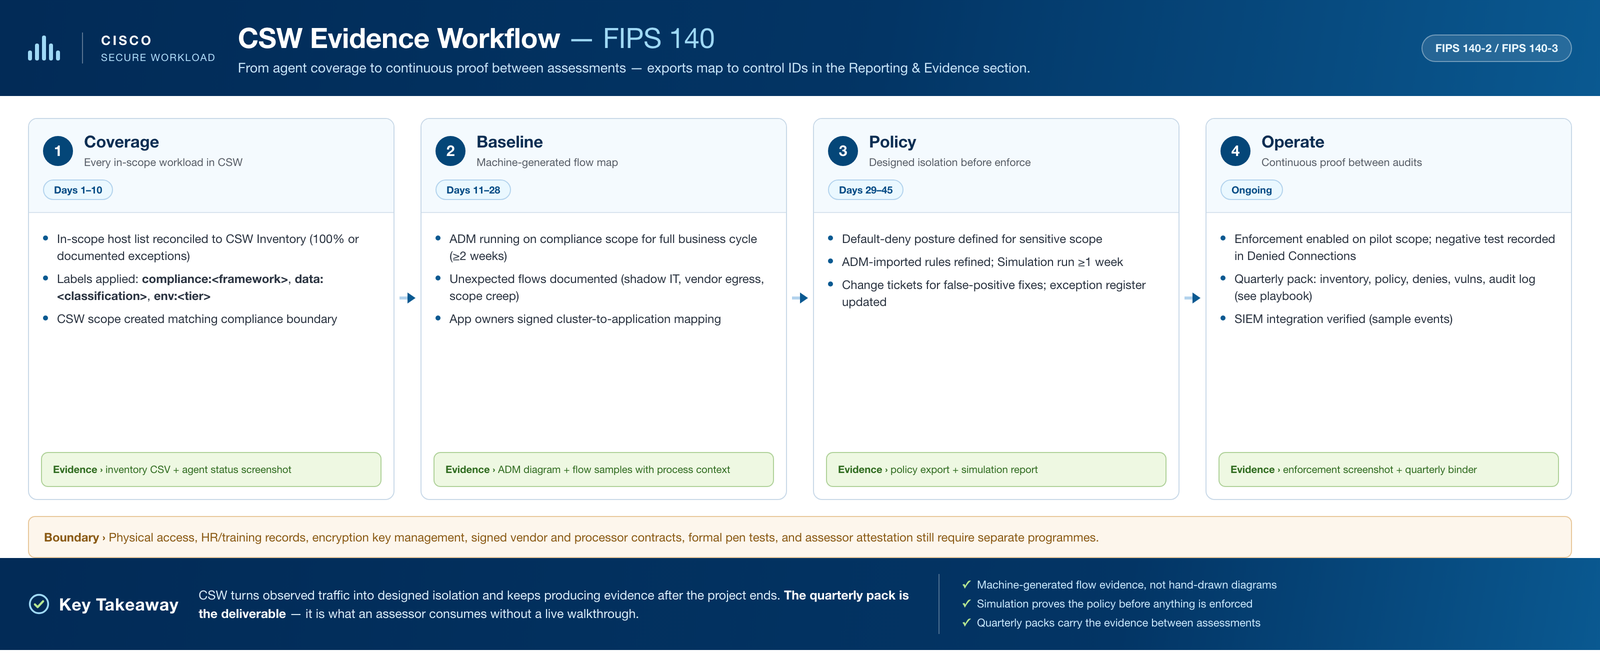 CISCO
SECURE WORKLOAD
CSW Evidence Workflow — FIPS 140
From agent coverage to continuous proof between assessments — exports map to control IDs in the Reporting & Evidence section.
FIPS 140-2 / FIPS 140-3
1
Coverage
Every in-scope workload in CSW
Days 1–10
• In-scope host list reconciled to CSW Inventory (100% or
documented exceptions)
• Labels applied: compliance:<framework>, data:
<classification>, env:<tier>
• CSW scope created matching compliance boundary
Evidence › inventory CSV + agent status screenshot
2
Baseline
Machine-generated flow map
Days 11–28
• ADM running on compliance scope for full business cycle
(≥2 weeks)
• Unexpected flows documented (shadow IT, vendor egress,
scope creep)
• App owners signed cluster-to-application mapping
Evidence › ADM diagram + flow samples with process context
3
Policy
Designed isolation before enforce
Days 29–45
• Default-deny posture defined for sensitive scope
• ADM-imported rules refined; Simulation run ≥1 week
• Change tickets for false-positive fixes; exception register
updated
Evidence › policy export + simulation report
4
Operate
Continuous proof between audits
Ongoing
• Enforcement enabled on pilot scope; negative test recorded
in Denied Connections
• Quarterly pack: inventory, policy, denies, vulns, audit log
(see playbook)
• SIEM integration verified (sample events)
Evidence › enforcement screenshot + quarterly binder
Boundary › Physical access, HR/training records, encryption key management, signed vendor and processor contracts, formal pen tests, and assessor attestation still require separate programmes.
Key Takeaway
CSW turns observed traffic into designed isolation and keeps producing evidence after the project ends. The quarterly pack is
the deliverable — it is what an assessor consumes without a live walkthrough.
✓ Machine-generated flow evidence, not hand-drawn diagrams
✓ Simulation proves the policy before anything is enforced
✓ Quarterly packs carry the evidence between assessments